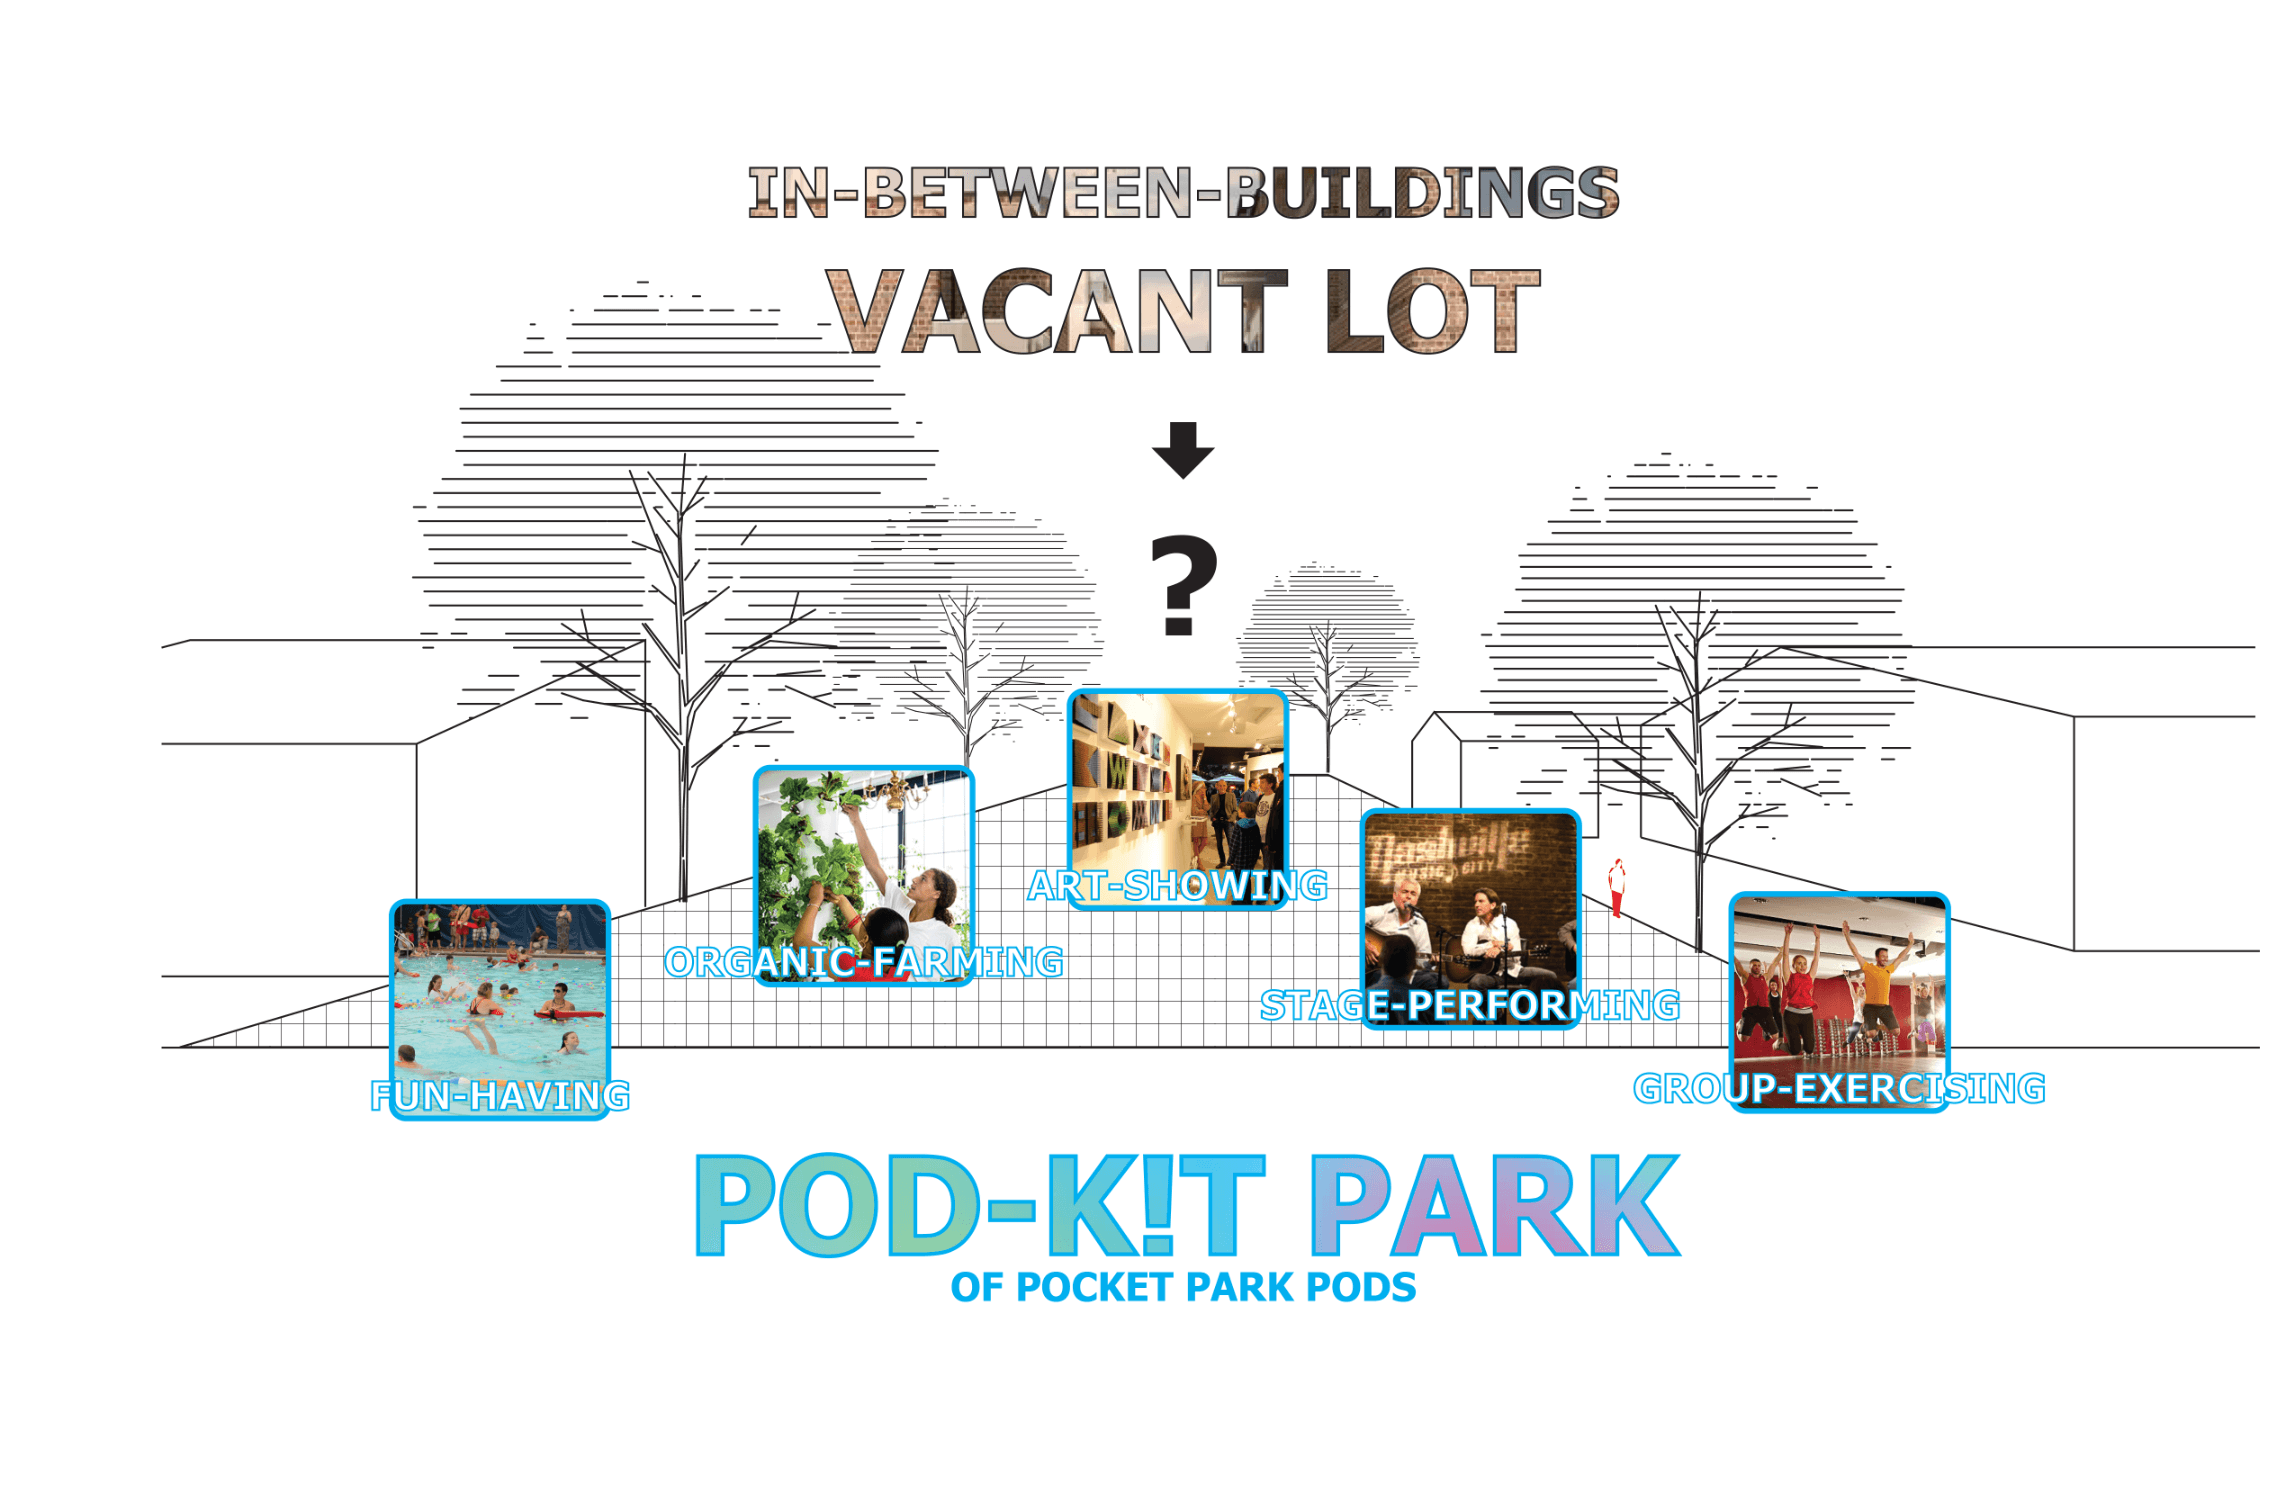 IN-BETWEEN-BUILDINGS
VACANT LOT
?
ART-SHOWING
ORGANIC-FARMING
STAGE-PERFORMING
FUN-HAVING
GROUP-EXERCISING
POD-K!T PARK
OF POCKET PARK PODS